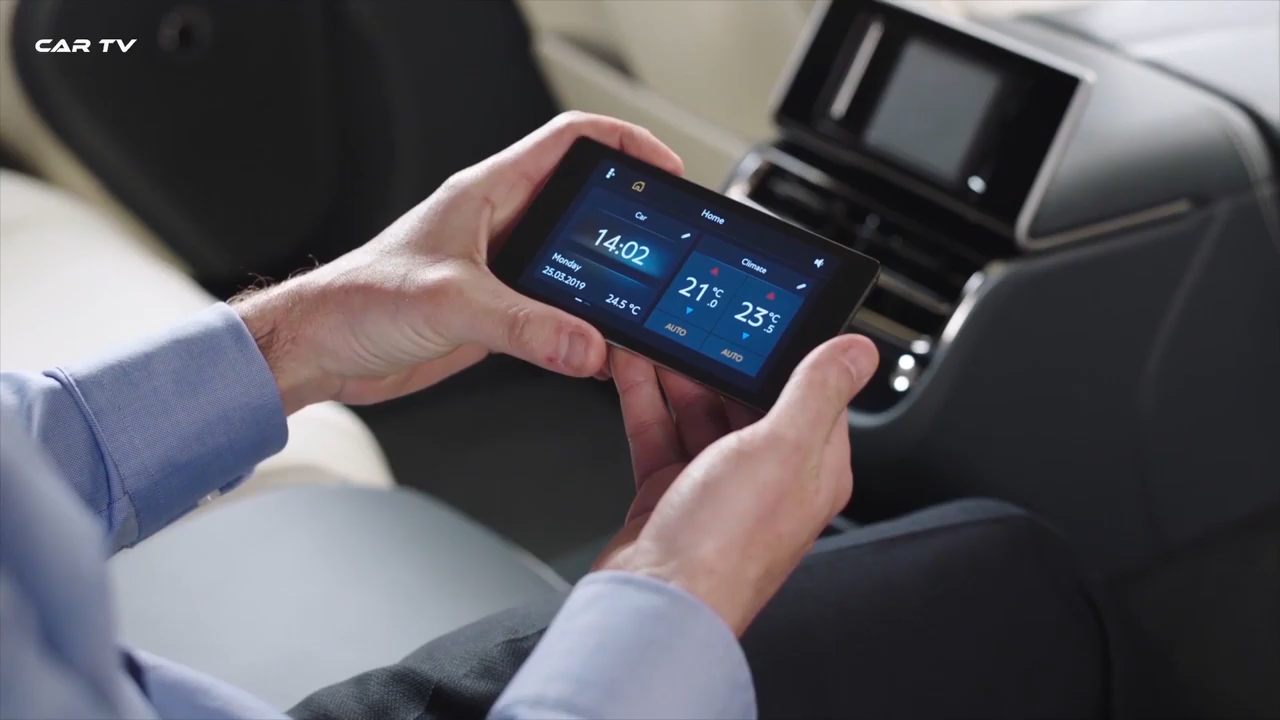 CAR TV
Home
Car
14:02
Monday
25.03.2019
24.5 °C
Climate
21.0 °C
23.5 °C
AUTO
AUTO